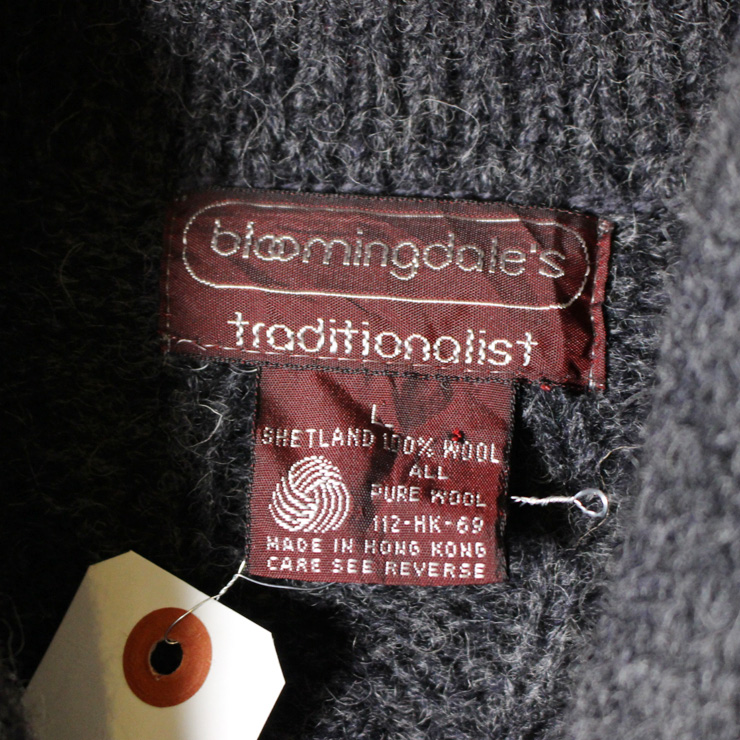 bloomingdale's
traditionalist
L
SHETLAND 100% WOOL
ALL
PURE WOOL
112-HK-69
MADE IN HONG KONG
CARE SEE REVERSE